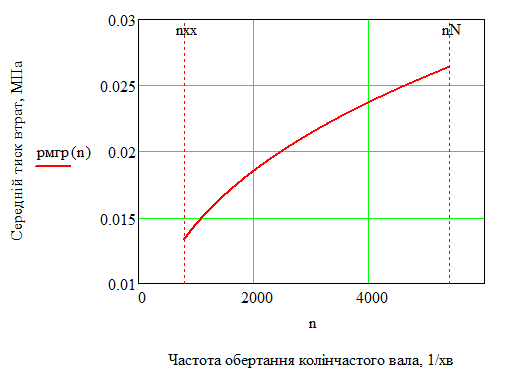 0.03
nxx
nN
0.025
0.02
0.015
0.01
Середній тиск втрат, МПа
рмгр(n)
0
2000
4000
n
Частота обертання колінчастого вала, 1/хв